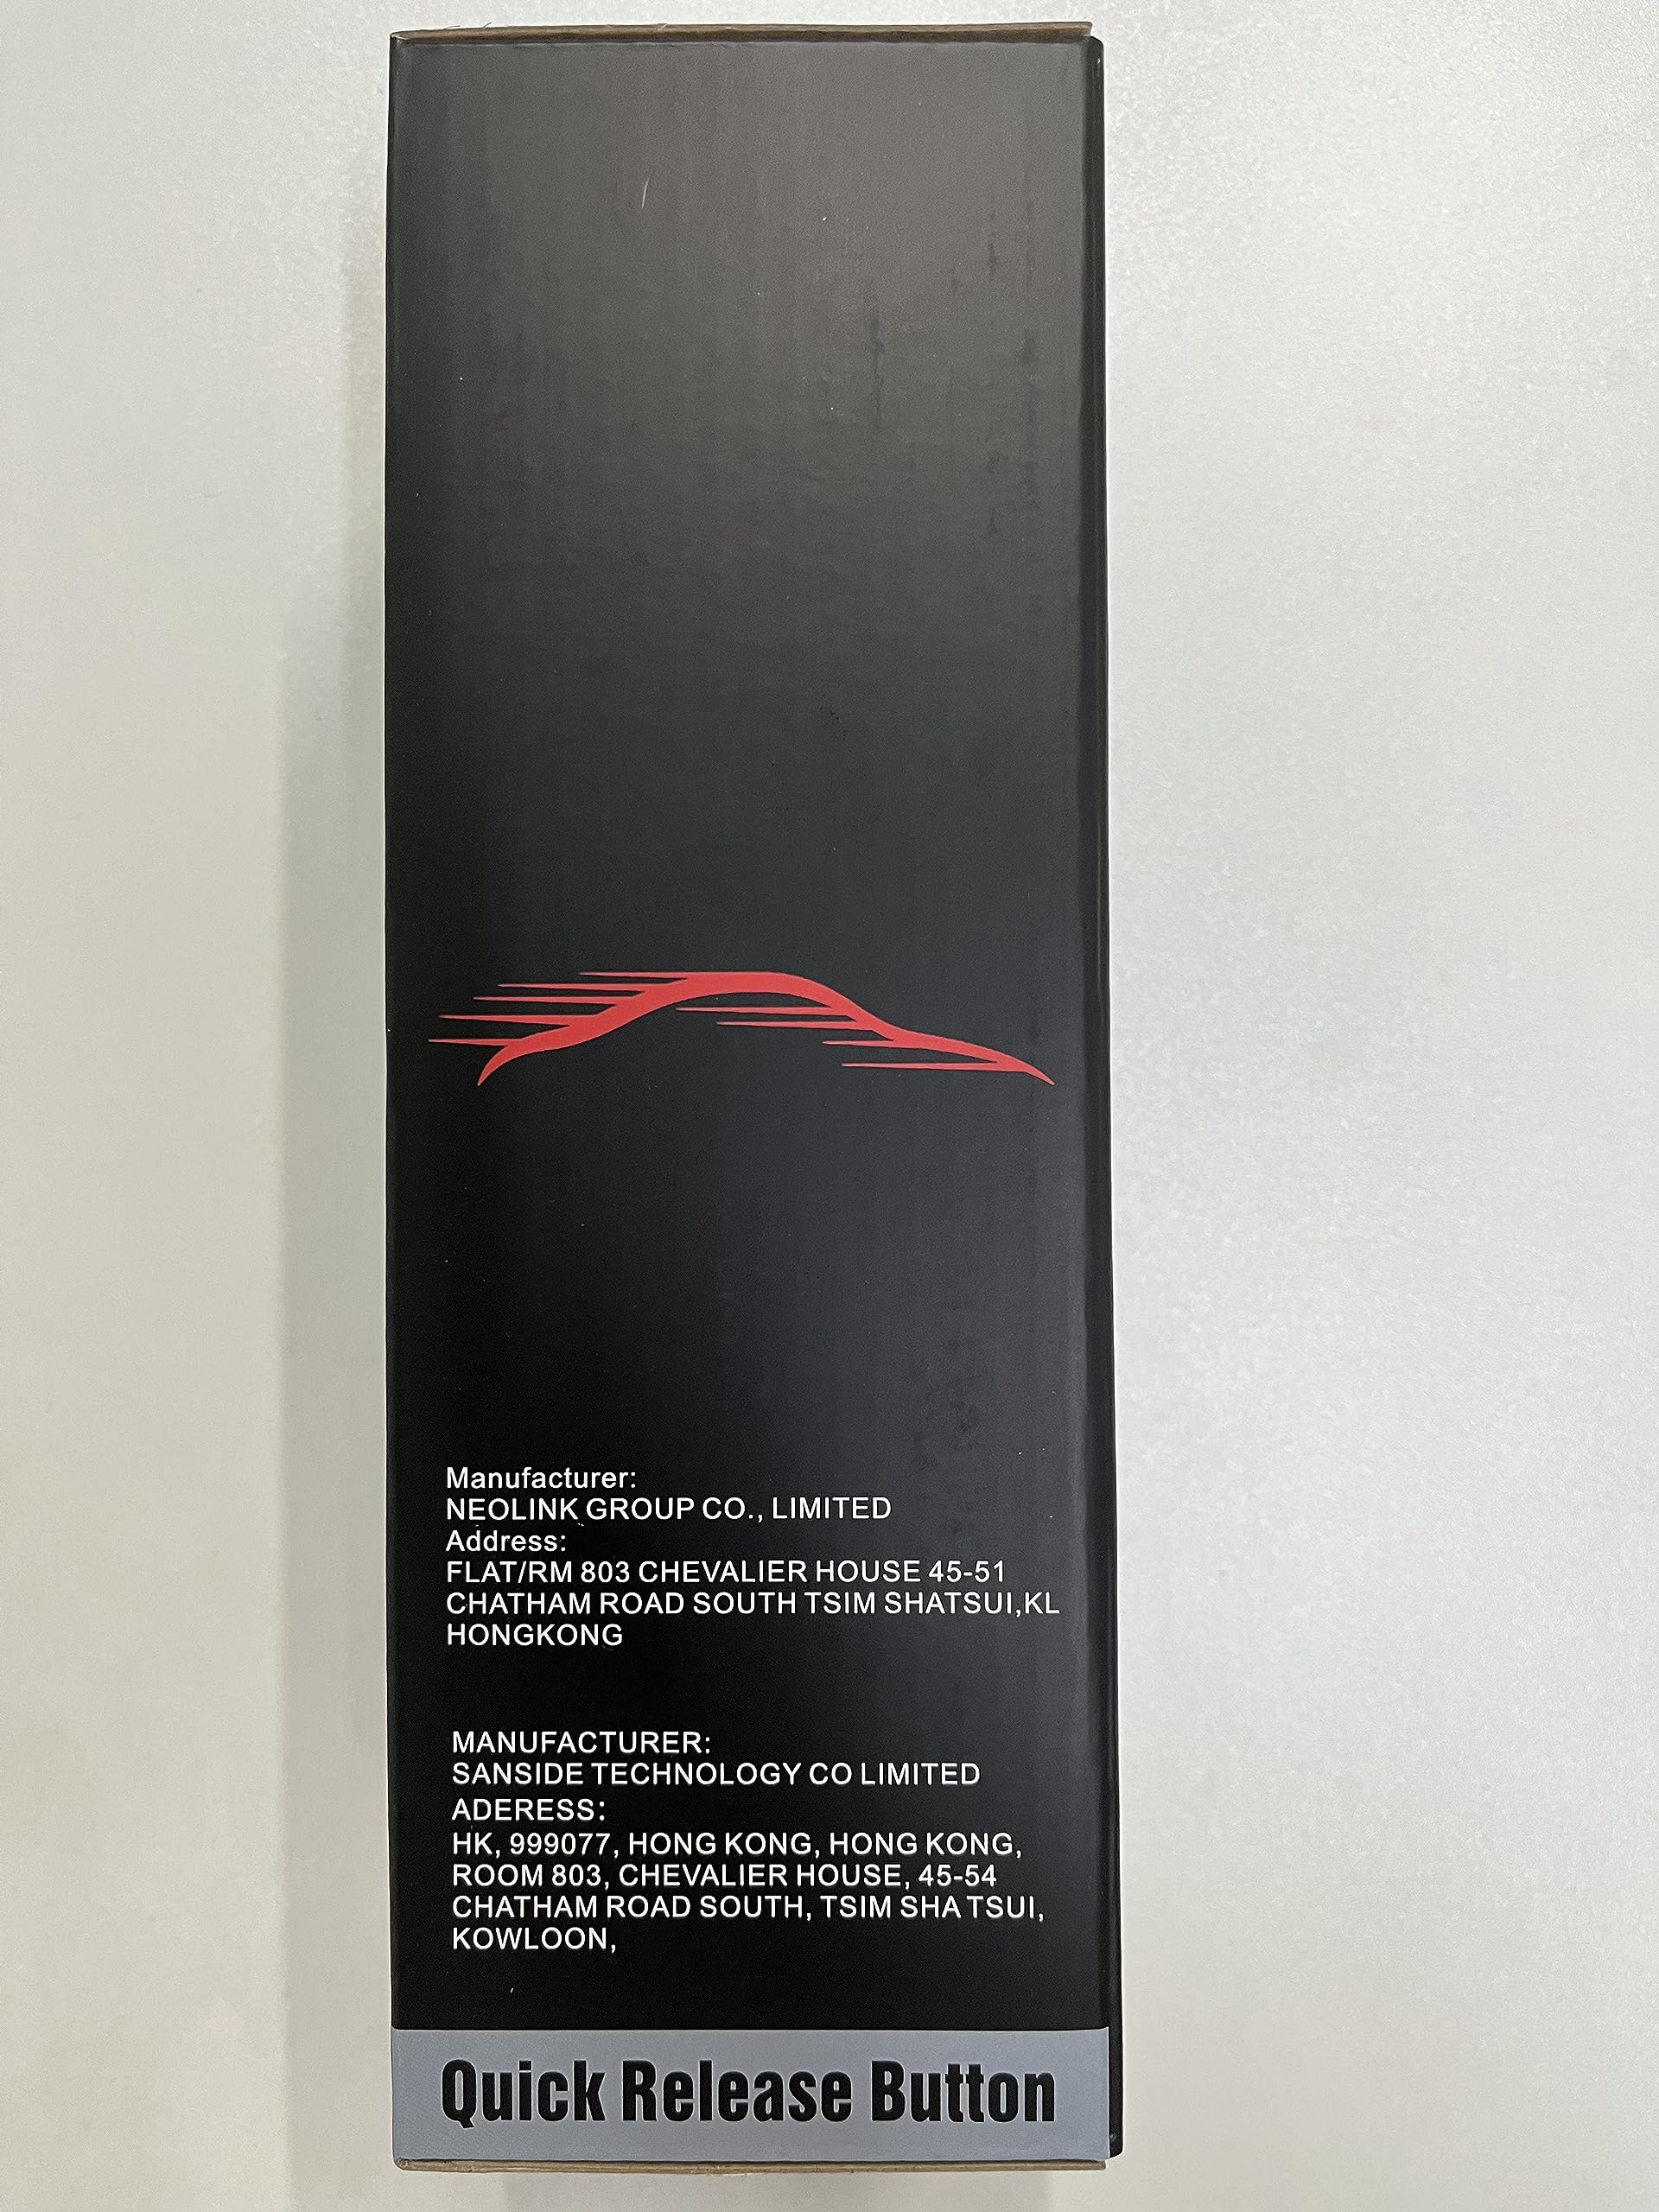 Manufacturer:
NEOLINK GROUP CO., LIMITED
Address:
FLAT/RM 803 CHEVALIER HOUSE 45-51
CHATHAM ROAD SOUTH TSIM SHATSUI,KL
HONGKONG
MANUFACTURER:
SANSIDE TECHNOLOGY CO LIMITED
ADERESS:
HK, 999077, HONG KONG, HONG KONG,
ROOM 803, CHEVALIER HOUSE, 45-54
CHATHAM ROAD SOUTH, TSIM SHA TSUI,
KOWLOON,
Quick Release Button